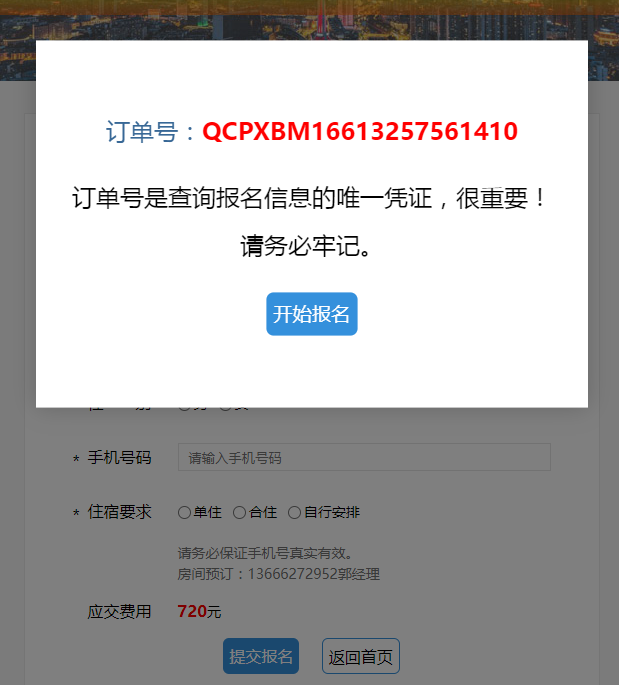 订单号：QCPXBM16613257561410
订单号是查询报名信息的唯一凭证，很重要！
请务必牢记。
开始报名
* 手机号码 请输入手机号码
* 住宿要求 单住 合住 自行安排
请务必保证手机号真实有效。
房间预订：13666272952郭经理
应交费用 720元
提交报名 返回首页